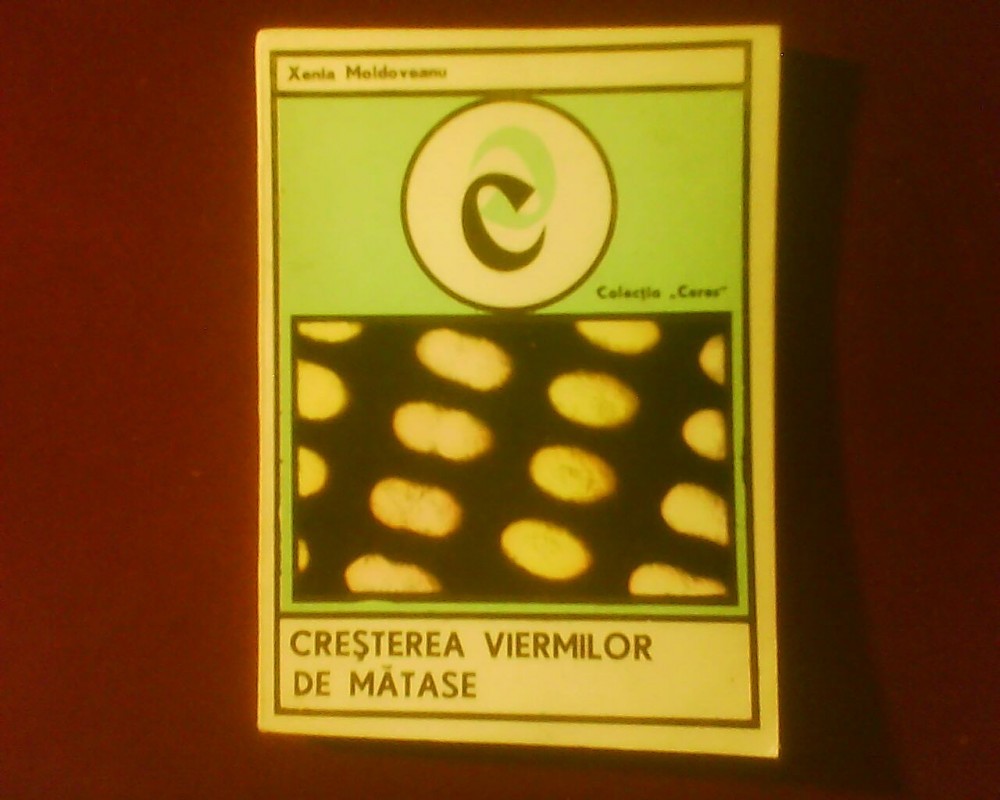 Xenia Moldoveanu
Colecția „Ceres"
CREȘTEREA VIERMILOR
DE MĂTASE